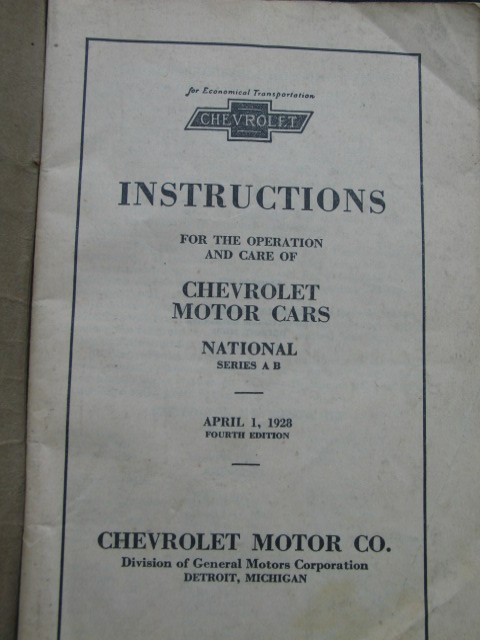 for Economical Transportation
CHEVROLET
INSTRUCTIONS
FOR THE OPERATION
AND CARE OF
CHEVROLET
MOTOR CARS
NATIONAL
SERIES A B
APRIL 1, 1928
FOURTH EDITION
CHEVROLET MOTOR CO.
Division of General Motors Corporation
DETROIT, MICHIGAN